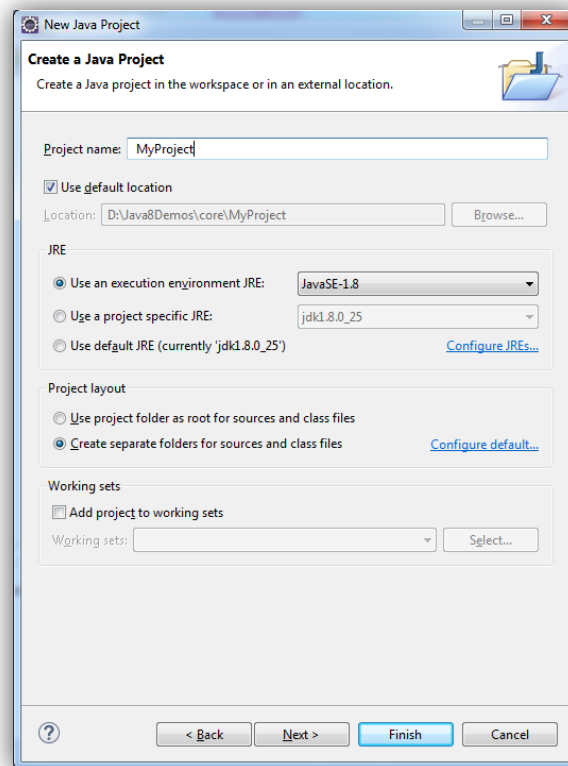 New Java Project
Create a Java Project
Create a Java project in the workspace or in an external location.
Project name: MyProject
Use default location
Location: D:\Java8Demos\core\MyProject Browse...
JRE
Use an execution environment JRE: JavaSE-1.8
Use a project specific JRE: jdk1.8.0_25
Use default JRE (currently 'jdk1.8.0_25') Configure JREs...
Project layout
Use project folder as root for sources and class files
Create separate folders for sources and class files Configure default...
Working sets
Add project to working sets
Working sets: Select...
? < Back Next > Finish Cancel